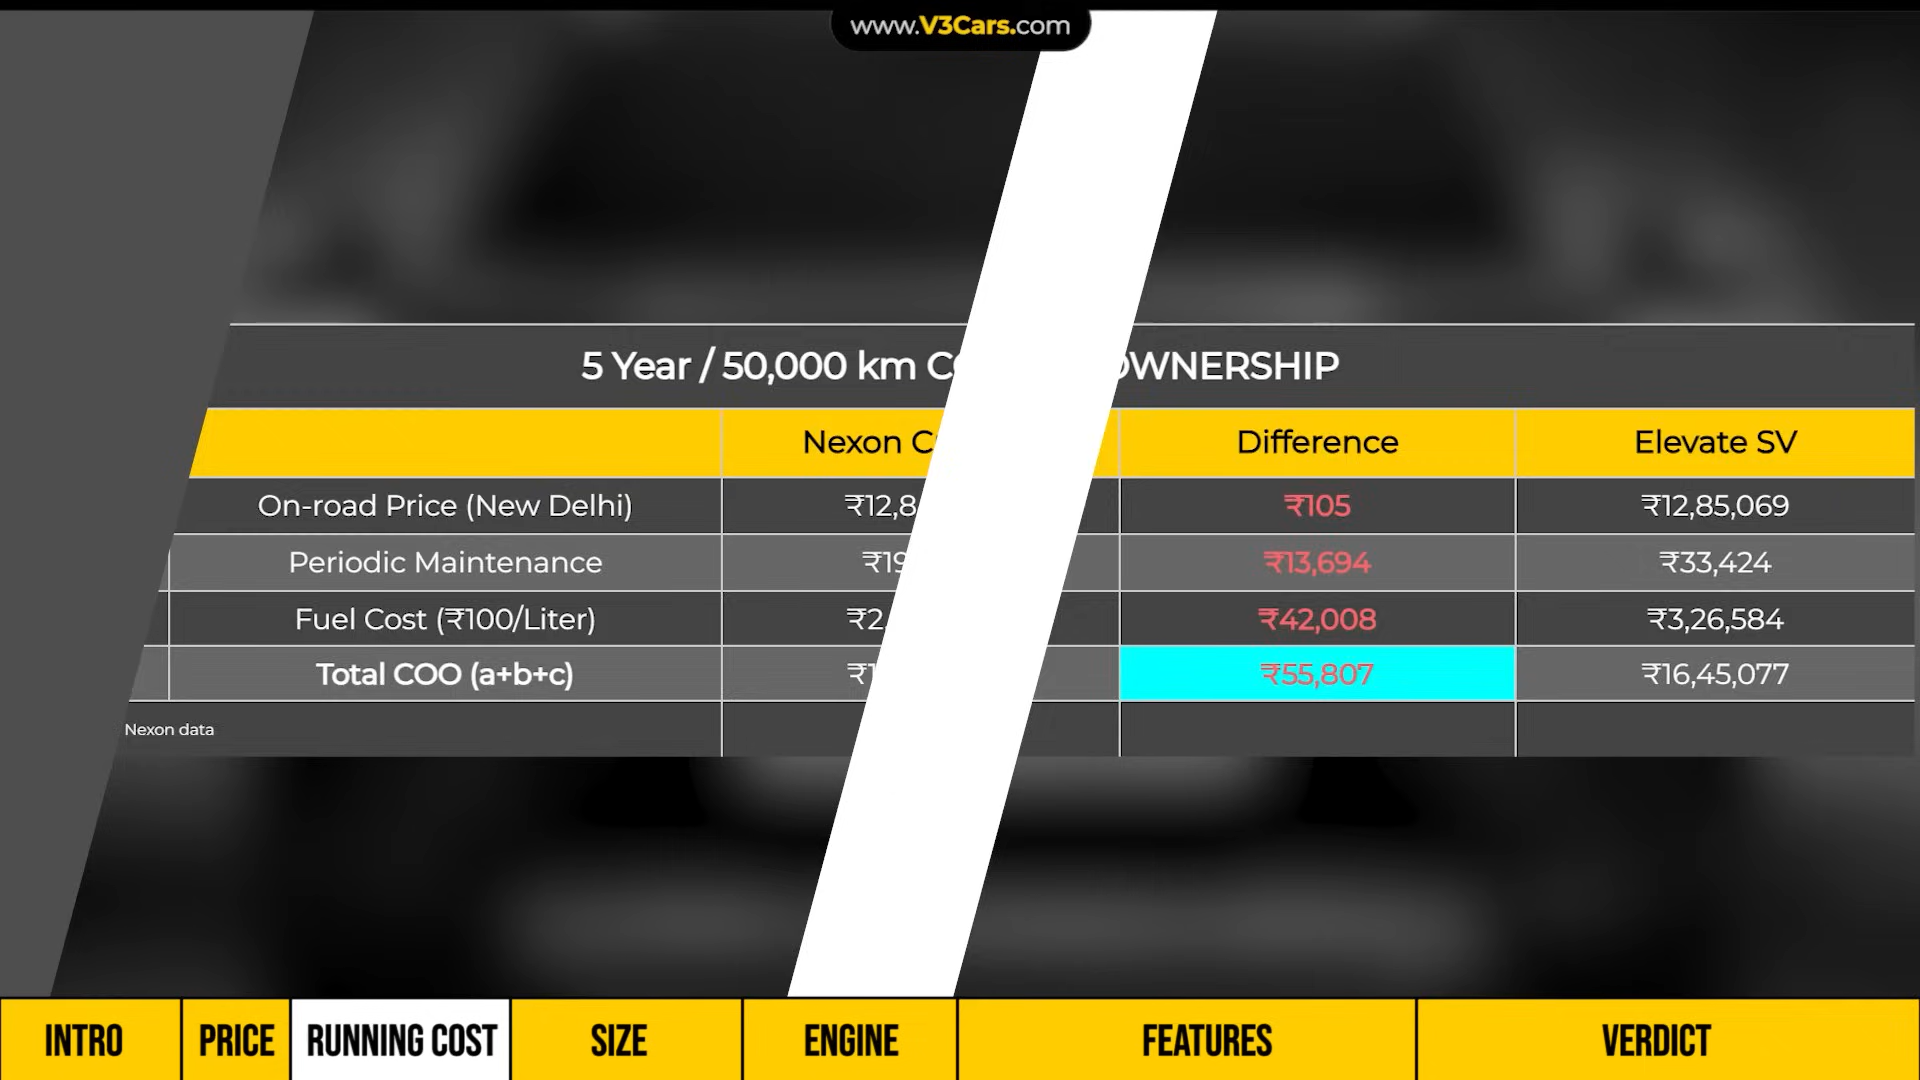 www.V3Cars.com
5 Year / 50,000 km OWNERSHIP
Nexon Difference Elevate SV
On-road Price (New Delhi) ₹12,8 ₹105 ₹12,85,069
Periodic Maintenance ₹19 ₹13,694 ₹33,424
Fuel Cost (₹100/Liter) ₹2 ₹42,008 ₹3,26,584
Total COO (a+b+c) ₹1 ₹55,807 ₹16,45,077
Nexon data
INTRO PRICE RUNNING COST SIZE ENGINE FEATURES VERDICT